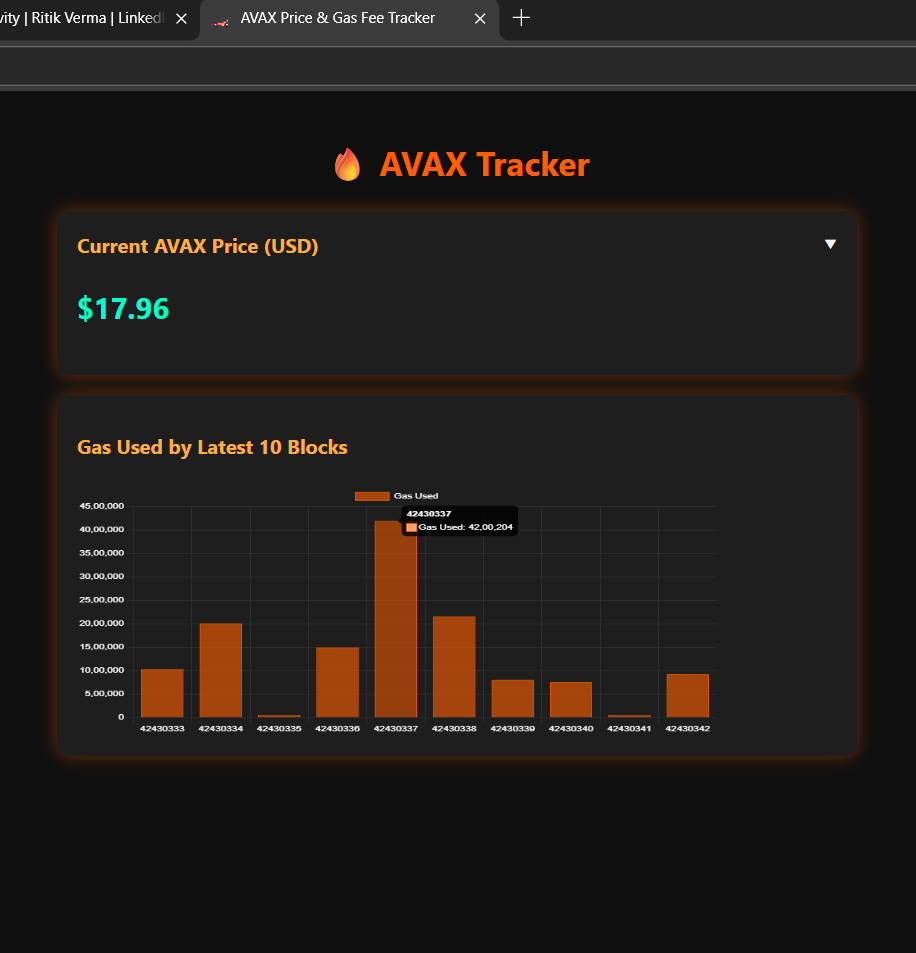 vity | Ritik Verma | LinkedI
AVAX Price & Gas Fee Tracker
AVAX Tracker
Current AVAX Price (USD)
$17.96
Gas Used by Latest 10 Blocks
Gas Used
45,00,000
42430337
Gas Used: 42,00,204
40,00,000
35,00,000
30,00,000
25,00,000
20,00,000
15,00,000
10,00,000
5,00,000
0
42430333 42430334 42430335 42430336 42430337 42430338 42430339 42430340 42430341 42430342